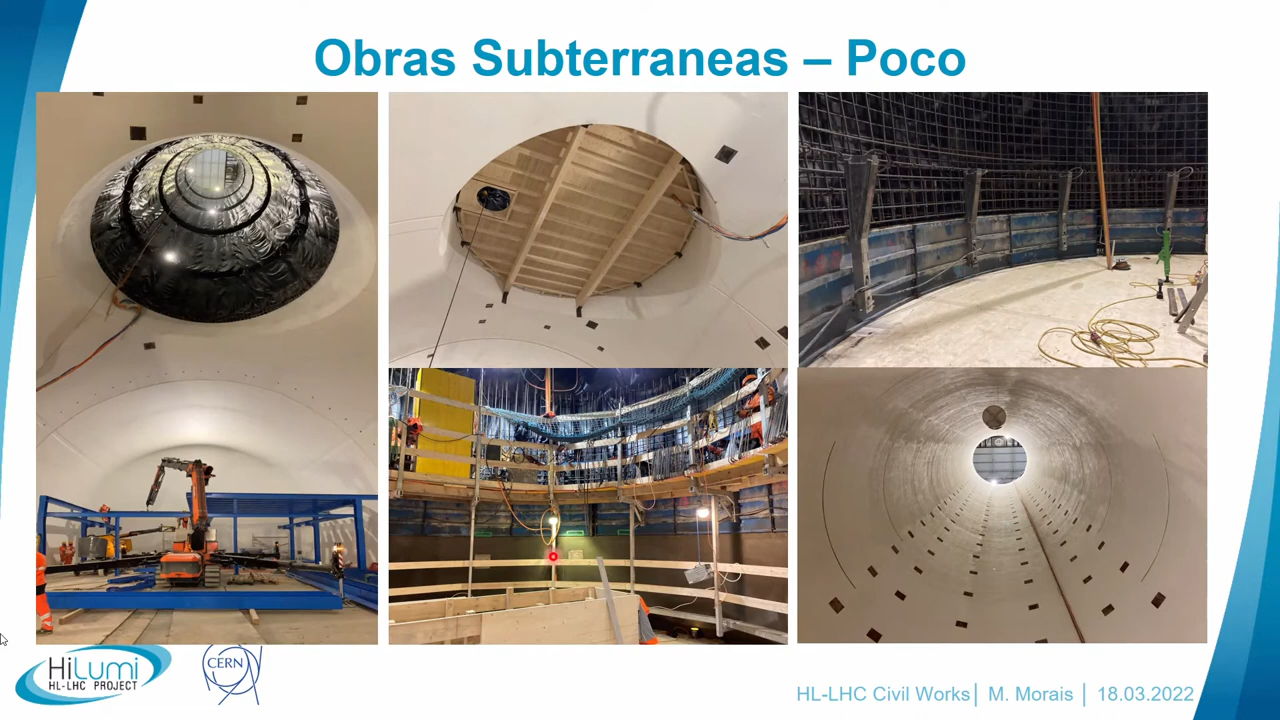 Obras Subterraneas – Poco
HiLumi
HL-LHC PROJECT
CERN
HL-LHC Civil Works│ M. Morais │ 18.03.2022